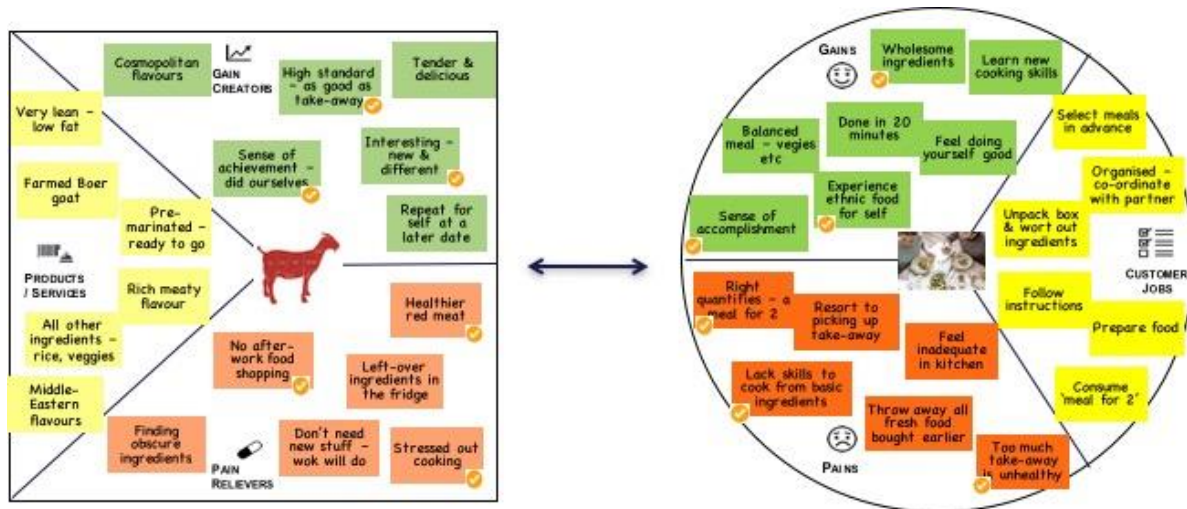 Cosmopolitan
flavours
GAIN
CREATORS
High standard
- as good as
take-away
Tender &
delicious
Very lean -
low fat
Sense of
achievement -
did ourselves
Interesting -
new &
different
Farmed Boer
goat
Pre-
marinated -
ready to go
Repeat for
self at a
later date
PRODUCTS
/ SERVICES
Rich meaty
flavour
All other
ingredients -
rice, veggies
Middle-
Eastern
flavours
Healthier
red meat
No after-
work food
shopping
Left-over
ingredients in
the fridge
Finding
obscure
ingredients
PAIN
RELIEVERS
Don't need
new stuff -
wok will do
Stressed out
cooking
GAINS
Wholesome
ingredients
Learn new
cooking skills
Balanced
meal - vegies
etc
Done in 20
minutes
Feel doing
yourself good
Sense of
accomplishment
Experience
ethnic food
for self
Select meals
in advance
Organised -
co-ordinate
with partner
Unpack box
& wort out
ingredients
CUSTOMER
JOBS
Follow
instructions
Prepare food
Consume
'meal for 2'
Right
quantifies - a
meal for 2
Resort to
picking up
take-away
Feel
inadequate
in kitchen
Lack skills to
cook from basic
ingredients
Throw away all
fresh food
bought earlier
PAINS
Too much
take-away
is unhealthy